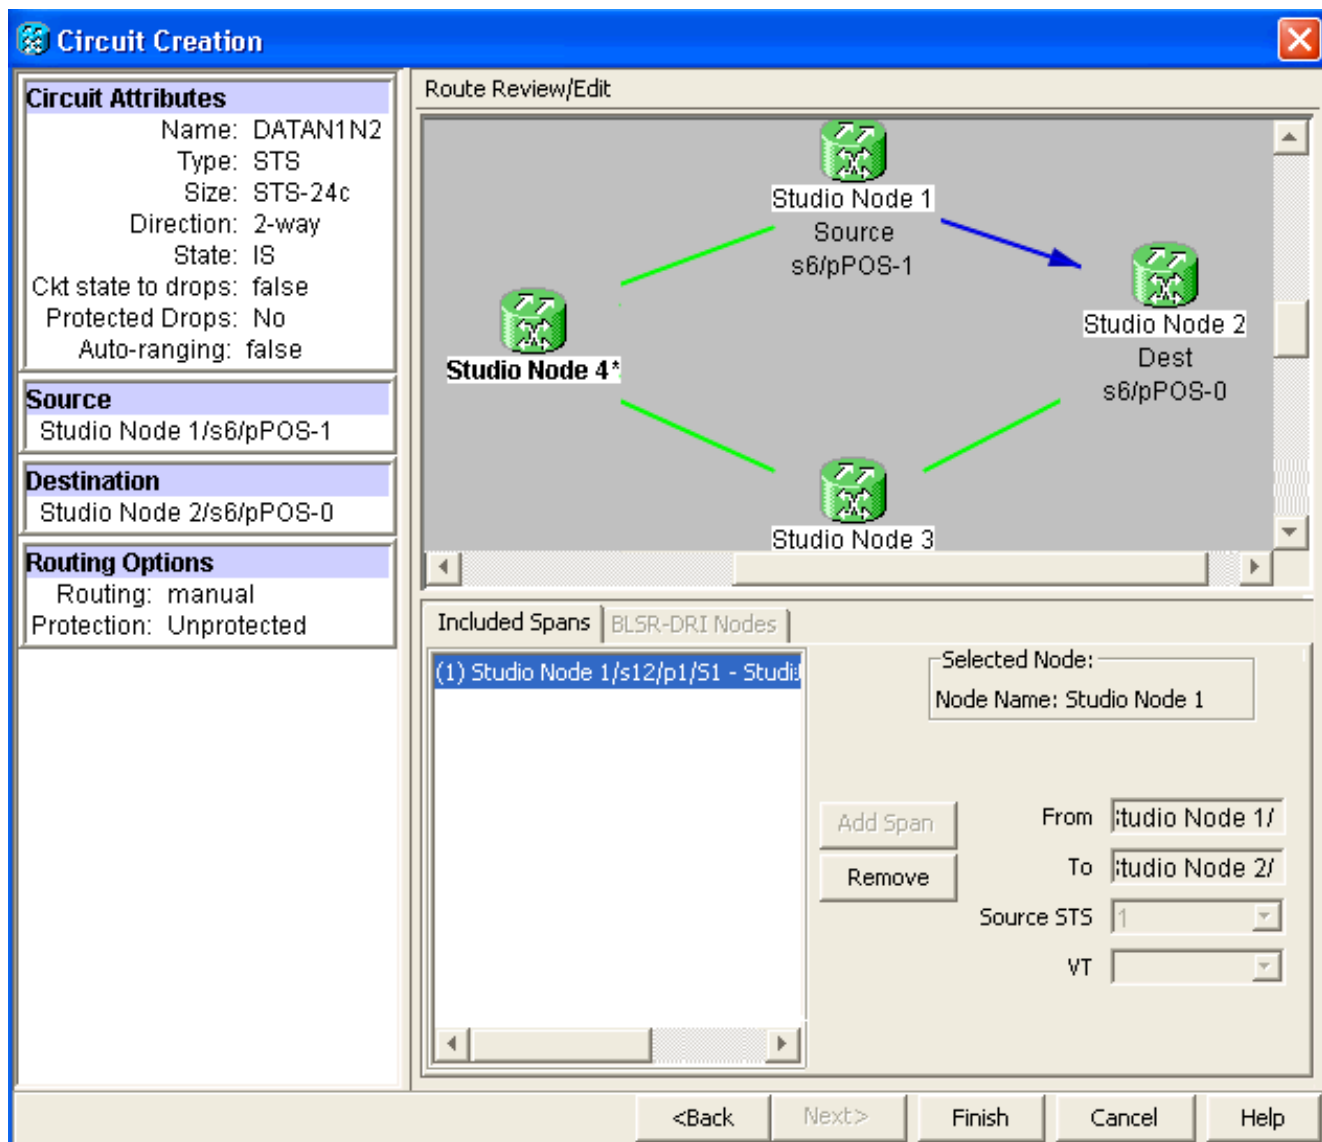 Circuit Creation
Circuit Attributes
Name: DATAN1N2
Type: STS
Size: STS-24c
Direction: 2-way
State: IS
Ckt state to drops: false
Protected Drops: No
Auto-ranging: false
Source
Studio Node 1/s6/pPOS-1
Destination
Studio Node 2/s6/pPOS-0
Routing Options
Routing: manual
Protection: Unprotected
Route Review/Edit
Studio Node 1
Source
s6/pPOS-1
Studio Node 2
Dest
s6/pPOS-0
Studio Node 4*
Studio Node 3
Included Spans
BLSR-DRI Nodes
(1) Studio Node 1/s12/p1/S1 - Studi
Selected Node:
Node Name: Studio Node 1
Add Span
Remove
From tudio Node 1/
To tudio Node 2/
Source STS 1
VT
<Back Next> Finish Cancel Help